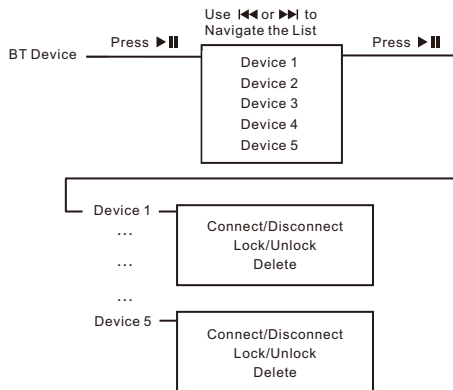 Use ⏮ or ⏭ to
Navigate the List
BT Device
Press ⏯
Press ⏯
Device 1
Device 2
Device 3
Device 4
Device 5
Device 1
Connect/Disconnect
Lock/Unlock
Delete
...
...
...
Device 5
Connect/Disconnect
Lock/Unlock
Delete